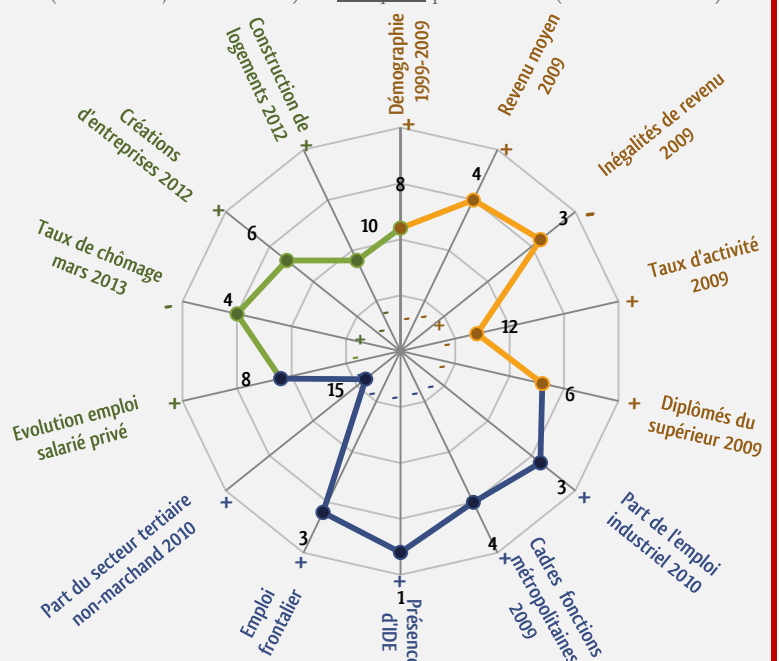 Démographie
1999-2009
Revenu moyen
2009
Inégalités de revenu
2009
Taux d'activité
2009
Diplômés du
supérieur 2009
Part de l'emploi
industriel 2010
Cadres fonctions
métropolitaines
2009
Présence
d'IDE
Emploi
frontalier
Part du secteur tertiaire
non-marchand 2010
Evolution emploi
salarié privé
Taux de chômage
mars 2013
Créations
d'entreprises 2012
Construction de
logements 2012
8
4
3
12
6
3
4
1
3
15
8
4
6
10